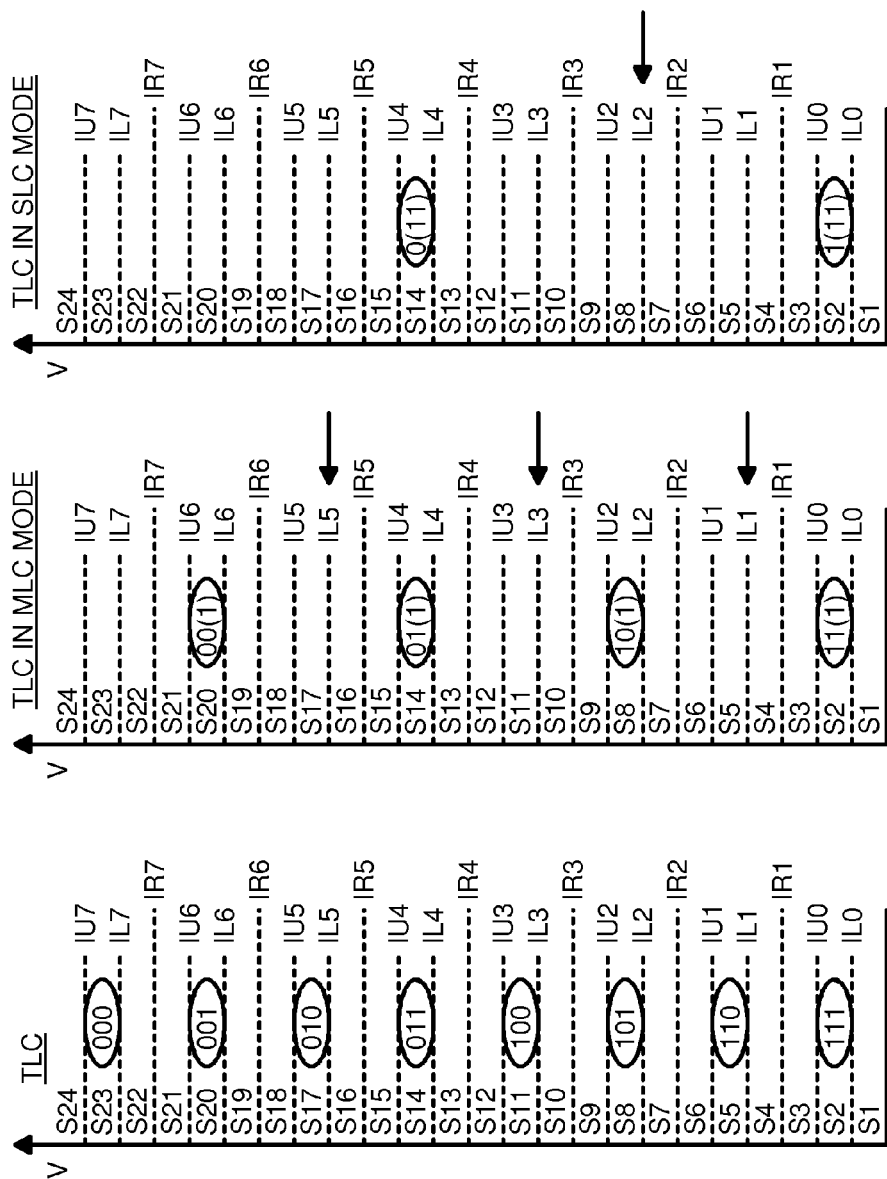 TLC
V
S24 IU7
S23 000 IL7
S22 IR7
S21 IU6
S20 001 IL6
S19 IR6
S18 IU5
S17 010 IL5
S16 IR5
S15 IU4
S14 011 IL4
S13 IR4
S12 IU3
S11 100 IL3
S10 IR3
S9 IU2
S8 101 IL2
S7 IR2
S6 IU1
S5 110 IL1
S4 IR1
S3 IU0
S2 111 IL0
S1
TLC IN MLC MODE
V
S24 IU7
S23 IL7
S22 IR7
S21 IU6
S20 00(1) IL6
S19 IR6
S18 IU5
S17 IL5
S16 IR5
S15 IU4
S14 01(1) IL4
S13 IR4
S12 IU3
S11 IL3
S10 IR3
S9 IU2
S8 10(1) IL2
S7 IR2
S6 IU1
S5 IL1
S4 IR1
S3 IU0
S2 11(1) IL0
S1
TLC IN SLC MODE
V
S24 IU7
S23 IL7
S22 IR7
S21 IU6
S20 IL6
S19 IR6
S18 IU5
S17 IL5
S16 IR5
S15 IU4
S14 0(11) IL4
S13 IR4
S12 IU3
S11 IL3
S10 IR3
S9 IU2
S8 IL2
S7 IR2
S6 IU1
S5 IL1
S4 IR1
S3 IU0
S2 1(11) IL0
S1